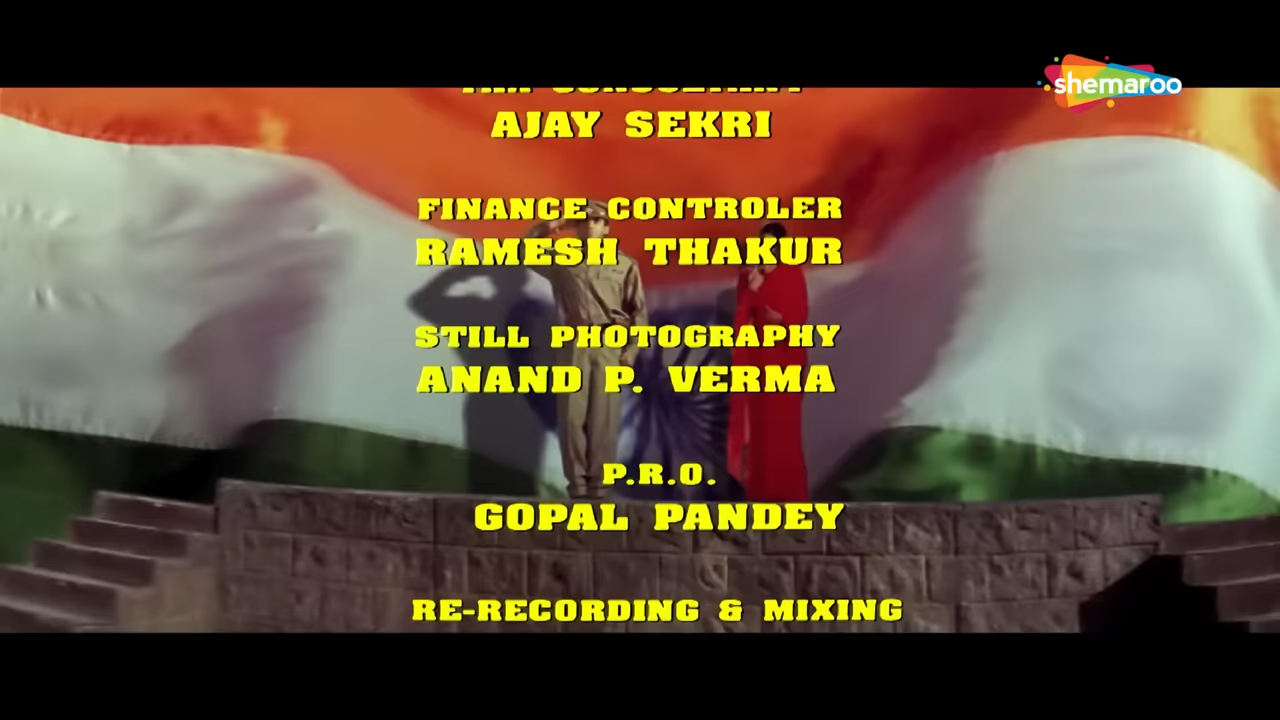 shemaroo
AJAY SEKRI
FINANCE CONTROLER
RAMESH THAKUR
STILL PHOTOGRAPHY
ANAND P. VERMA
P.R.O.
GOPAL PANDEY
RE-RECORDING & MIXING